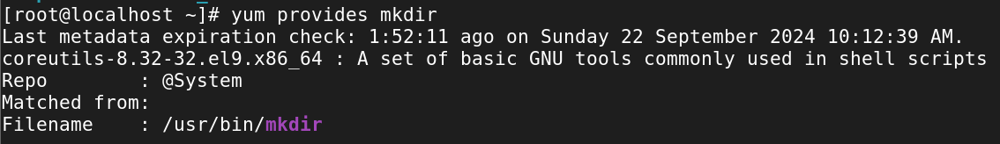 [root@localhost ~]# yum provides mkdir
Last metadata expiration check: 1:52:11 ago on Sunday 22 September 2024 10:12:39 AM.
coreutils-8.32-32.el9.x86_64 : A set of basic GNU tools commonly used in shell scripts
Repo        : @System
Matched from:
Filename    : /usr/bin/mkdir